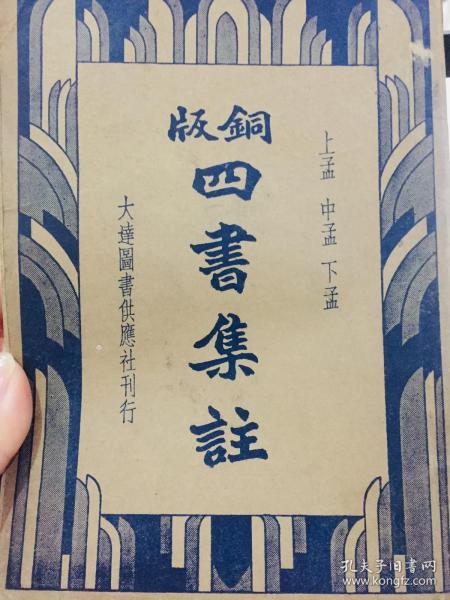 銅版
四書集註
上孟 中孟 下孟
大達圖書供應社刊行
孔夫子旧书网
www.kongfz.com